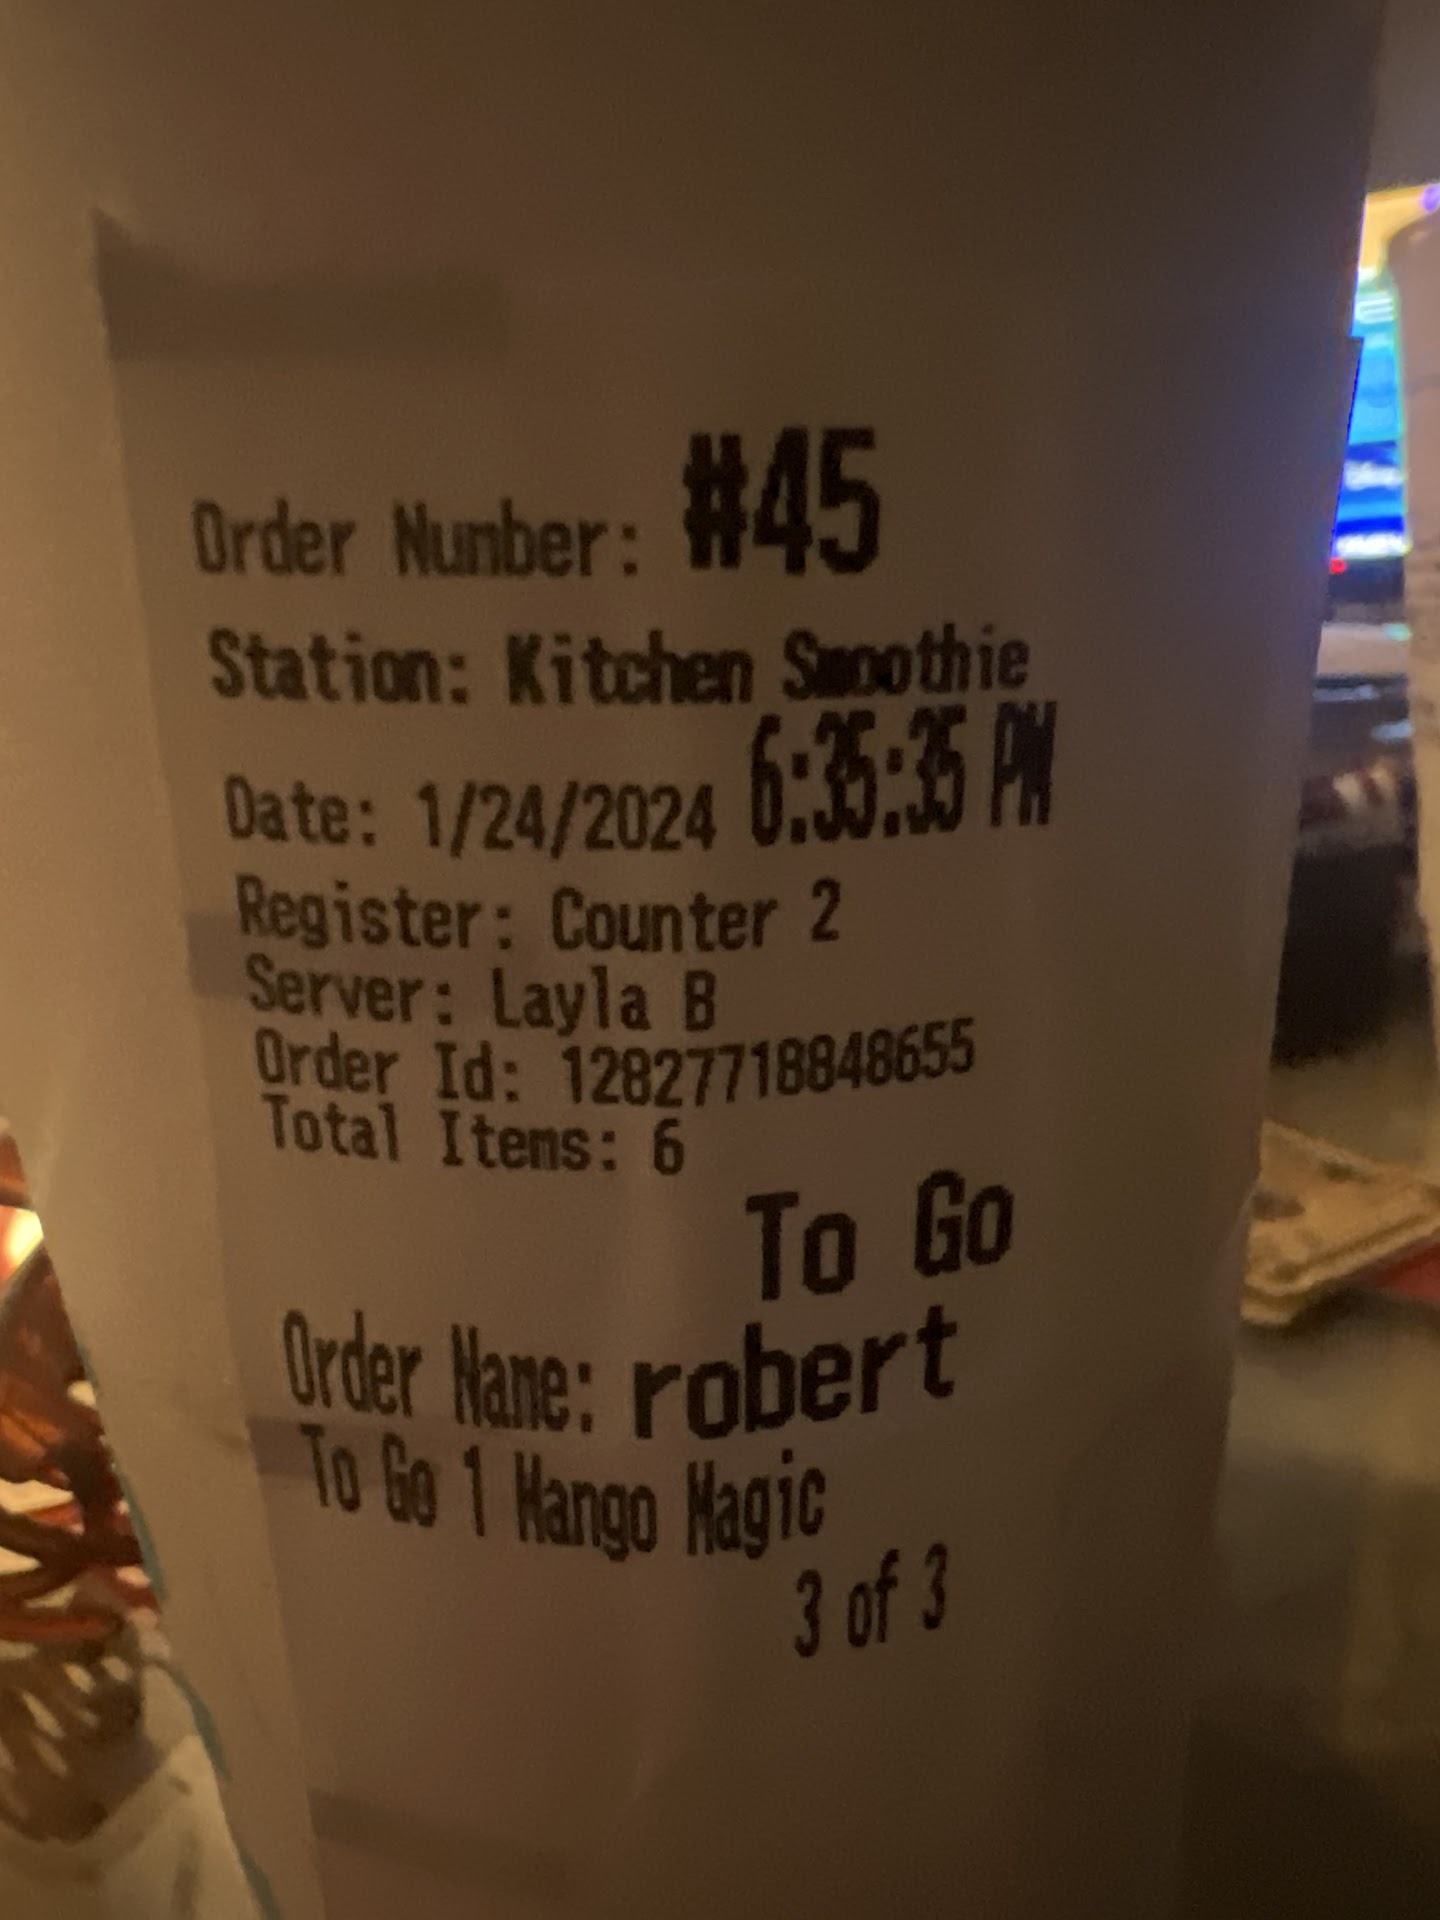 Order Number: #45
Station: Kitchen Smoothie
Date: 1/24/2024 6:35:35 PM
Register: Counter 2
Server: Layla B
Order Id: 12827718848655
Total Items: 6
To Go
Order Name: robert
To Go 1 Mango Magic
3 of 3